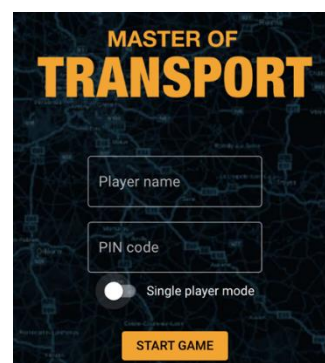 MASTER OF
TRANSPORT
Player name
PIN code
Single player mode
START GAME